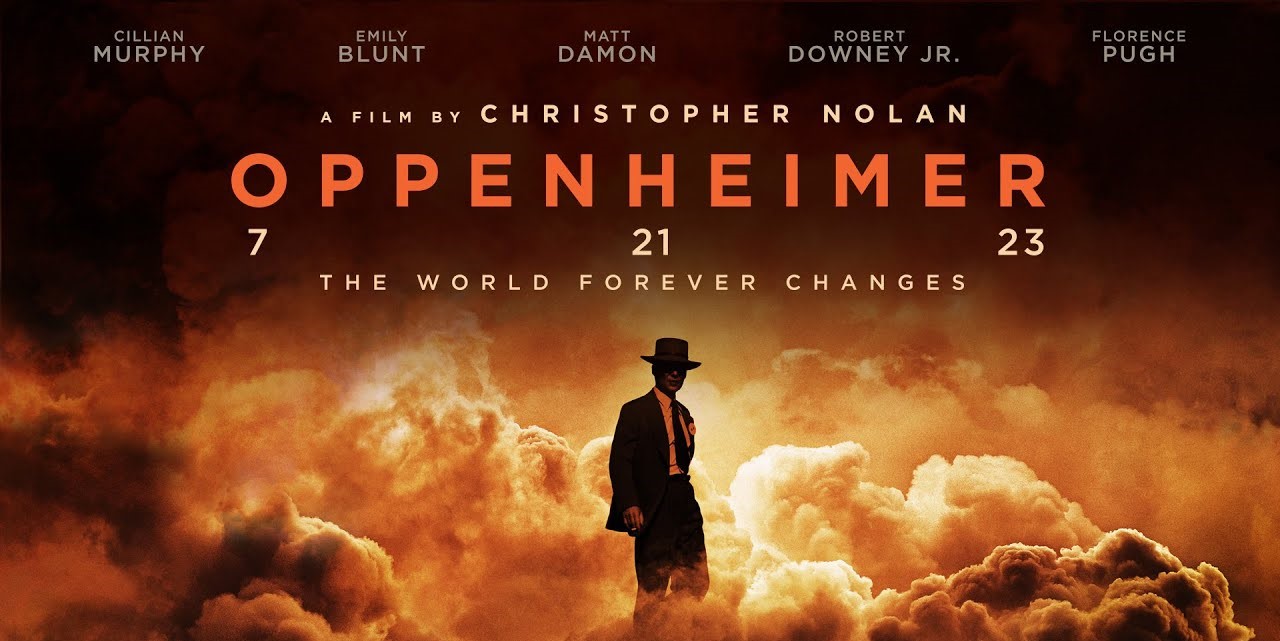 CILLIAN
MURPHY
EMILY
BLUNT
MATT
DAMON
ROBERT
DOWNEY JR.
FLORENCE
PUGH
A FILM BY CHRISTOPHER NOLAN
OPPENHEIMER
7 21 23
THE WORLD FOREVER CHANGES